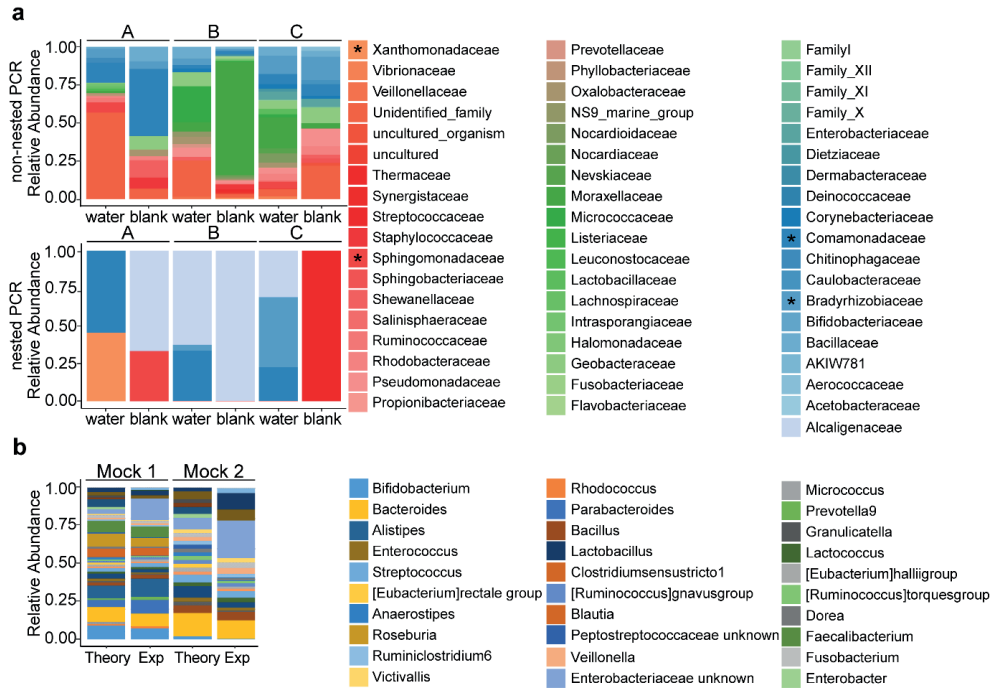 a
A B C
non-nested PCR
Relative Abundance
1.00
0.75
0.50
0.25
0.00
water blank water blank water blank
A B C
nested PCR
Relative Abundance
1.00
0.75
0.50
0.25
0.00
water blank water blank water blank
* Xanthomonadaceae
Vibrionaceae
Veillonellaceae
Unidentified_family
uncultured_organism
uncultured
Thermaceae
Synergistaceae
Streptococcaceae
Staphylococcaceae
* Sphingomonadaceae
Sphingobacteriaceae
Shewanellaceae
Salinisphaeraceae
Ruminococcaceae
Rhodobacteraceae
Pseudomonadaceae
Propionibacteriaceae
Prevotellaceae
Phyllobacteriaceae
Oxalobacteraceae
NS9_marine_group
Nocardioidaceae
Nocardiaceae
Nevskiaceae
Moraxellaceae
Micrococcaceae
Listeriaceae
Leuconostocaceae
Lactobacillaceae
Lachnospiraceae
Intrasporangiaceae
Halomonadaceae
Geobacteraceae
Fusobacteriaceae
Flavobacteriaceae
FamilyI
Family_XII
Family_XI
Family_X
Enterobacteriaceae
Dietziaceae
Dermabacteraceae
Deinococcaceae
Corynebacteriaceae
* Comamonadaceae
Chitinophagaceae
Caulobacteraceae
* Bradyrhizobiaceae
Bifidobacteriaceae
Bacillaceae
AKIW781
Aerococcaceae
Acetobacteraceae
Alcaligenaceae
b
Mock 1 Mock 2
Relative Abundance
1.00
0.75
0.50
0.25
0.00
Theory Exp Theory Exp
Bifidobacterium
Bacteroides
Alistipes
Enterococcus
Streptococcus
[Eubacterium]rectale group
Anaerostipes
Roseburia
Ruminiclostridium6
Victivallis
Rhodococcus
Parabacteroides
Bacillus
Lactobacillus
Clostridiumsensustricto1
[Ruminococcus]gnavusgroup
Blautia
Peptostreptococcaceae unknown
Veillonella
Enterobacteriaceae unknown
Micrococcus
Prevotella9
Granulicatella
Lactococcus
[Eubacterium]halliigroup
[Ruminococcus]torquesgroup
Dorea
Faecalibacterium
Fusobacterium
Enterobacter